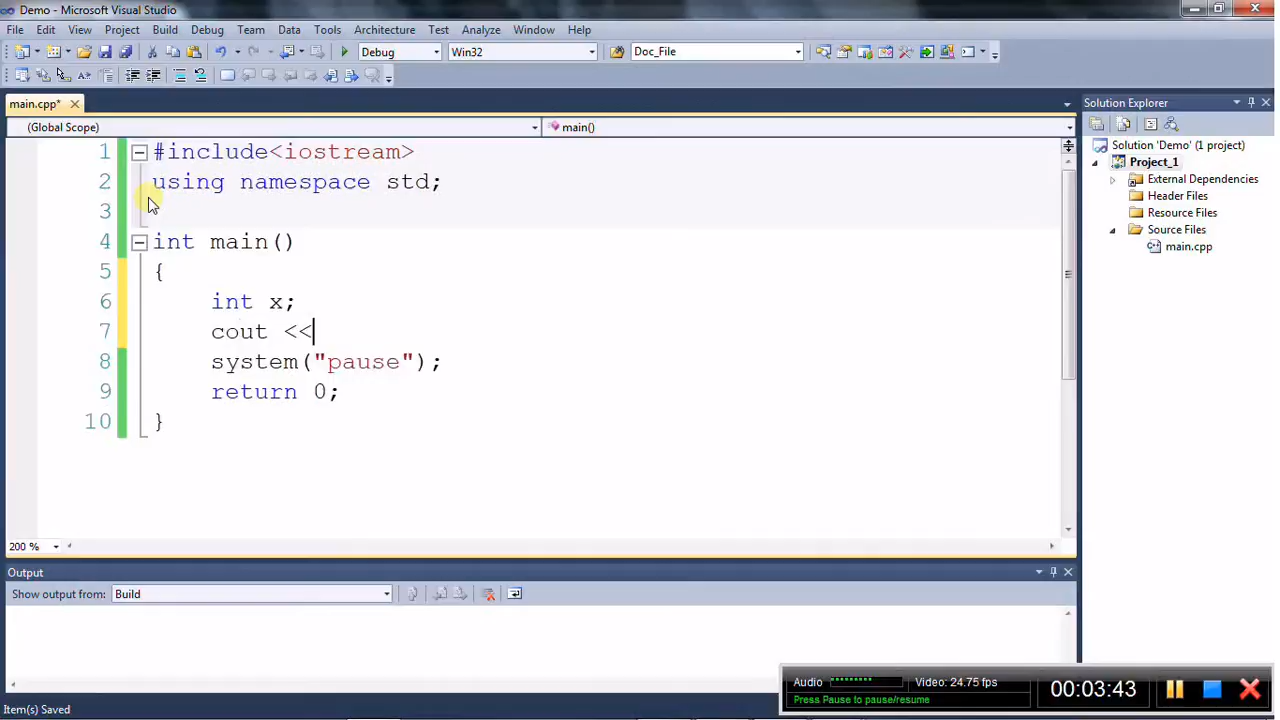 Demo - Microsoft Visual Studio
File Edit View Project Build Debug Team Data Tools Architecture Test Analyze Window Help
Debug Win32 Doc_File
main.cpp*
(Global Scope) main()
1 #include<iostream>
2 using namespace std;
3
4 int main()
5 {
6 int x;
7 cout <<
8 system("pause");
9 return 0;
10 }
200 %
Output
Show output from: Build
Item(s) Saved
Solution Explorer
Solution 'Demo' (1 project)
Project_1
External Dependencies
Header Files
Resource Files
Source Files
main.cpp
Audio Video: 24.75 fps
Press Pause to pause/resume
00:03:43